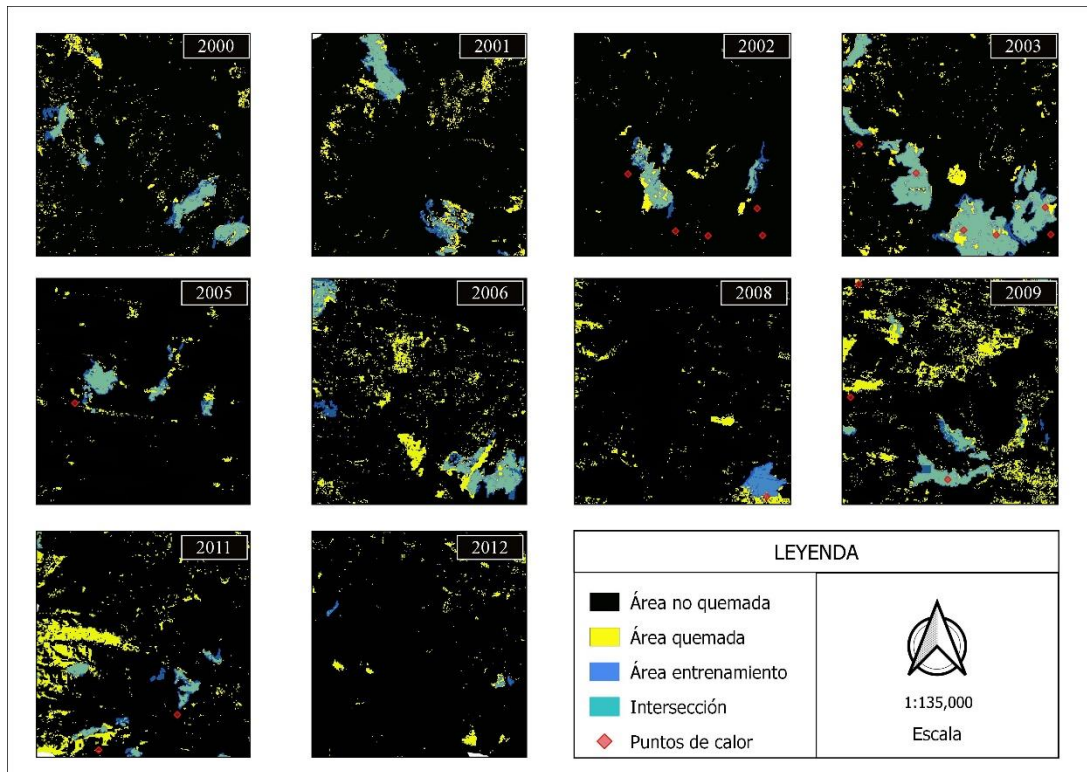 2000
2001
2002
2003
2005
2006
2008
2009
2011
2012
LEYENDA
Área no quemada
Área quemada
Área entrenamiento
Intersección
Puntos de calor
1:135,000
Escala